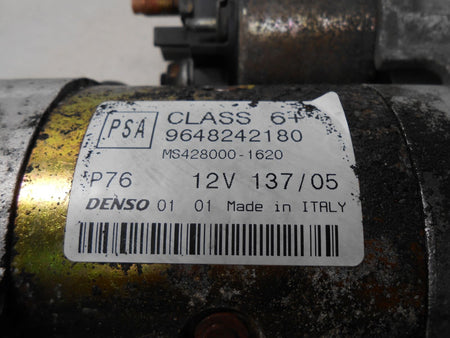 PSA CLASS 6+
9648242180
MS428000-1620
P76 12V 137/05
DENSO 01 01 Made in ITALY